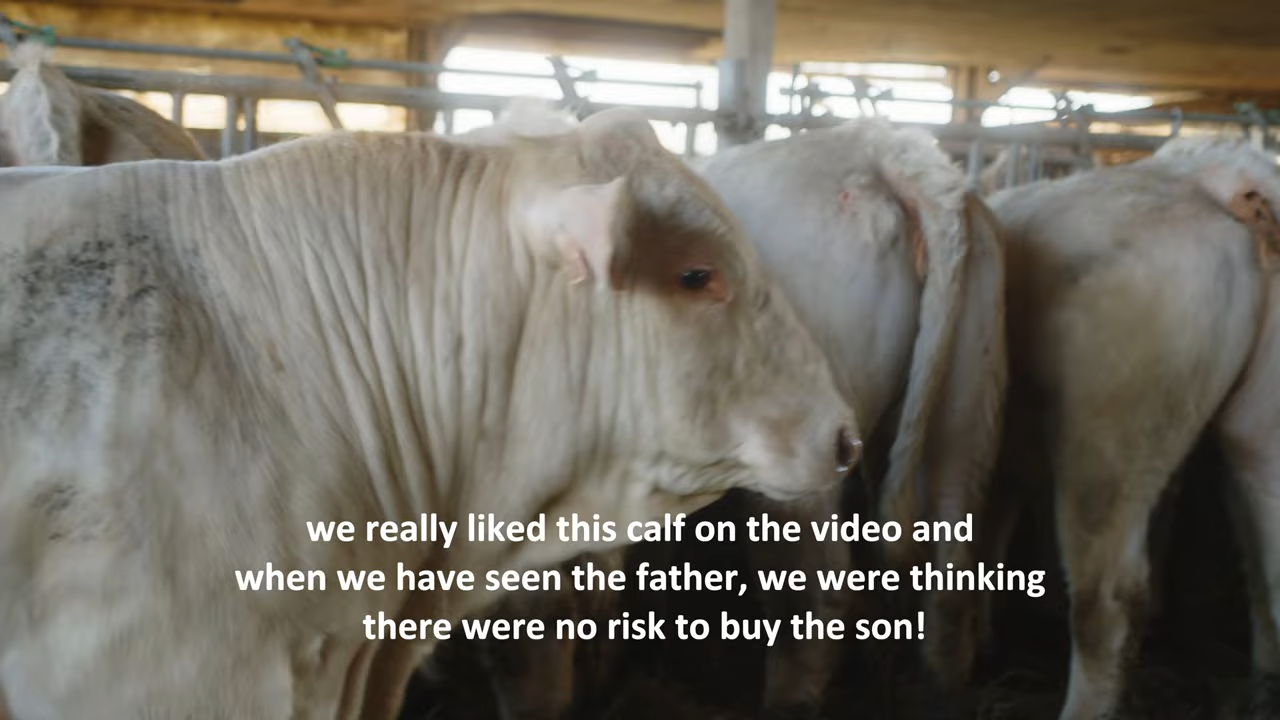 we really liked this calf on the video and
when we have seen the father, we were thinking
there were no risk to buy the son!